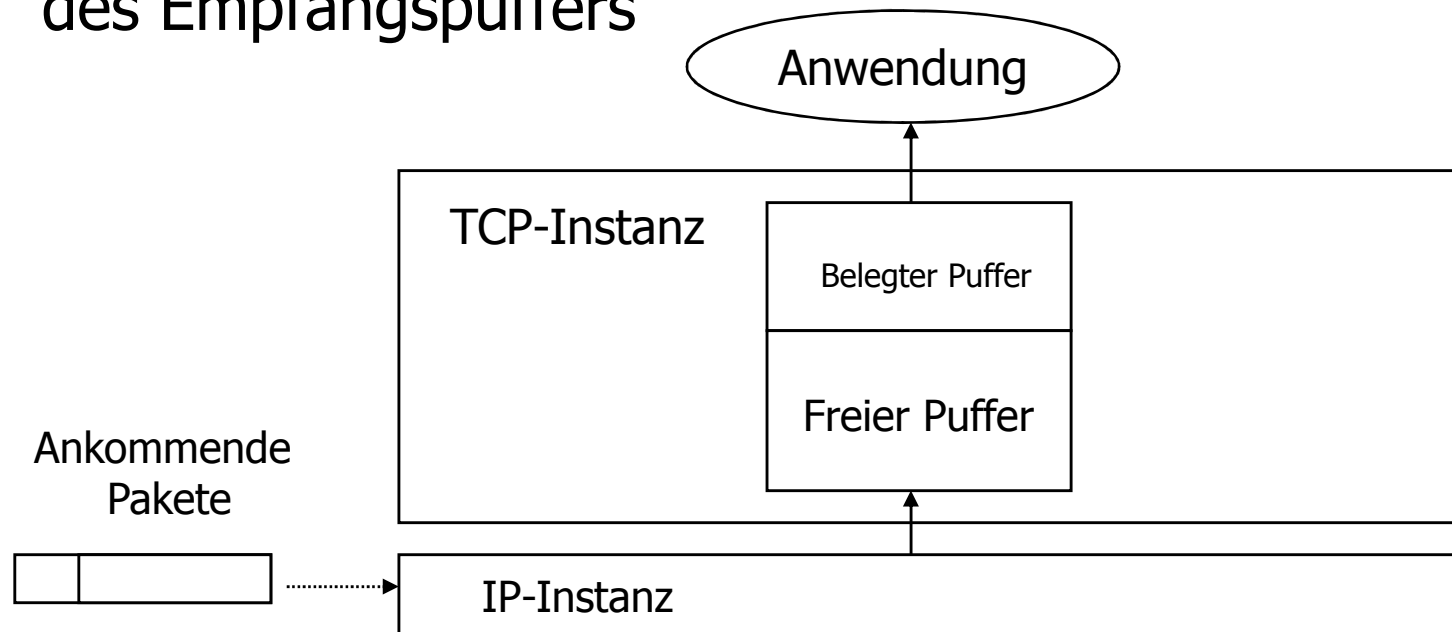 des Empfangspuffers
Anwendung
TCP-Instanz
Belegter Puffer
Freier Puffer
Ankommende
Pakete
IP-Instanz